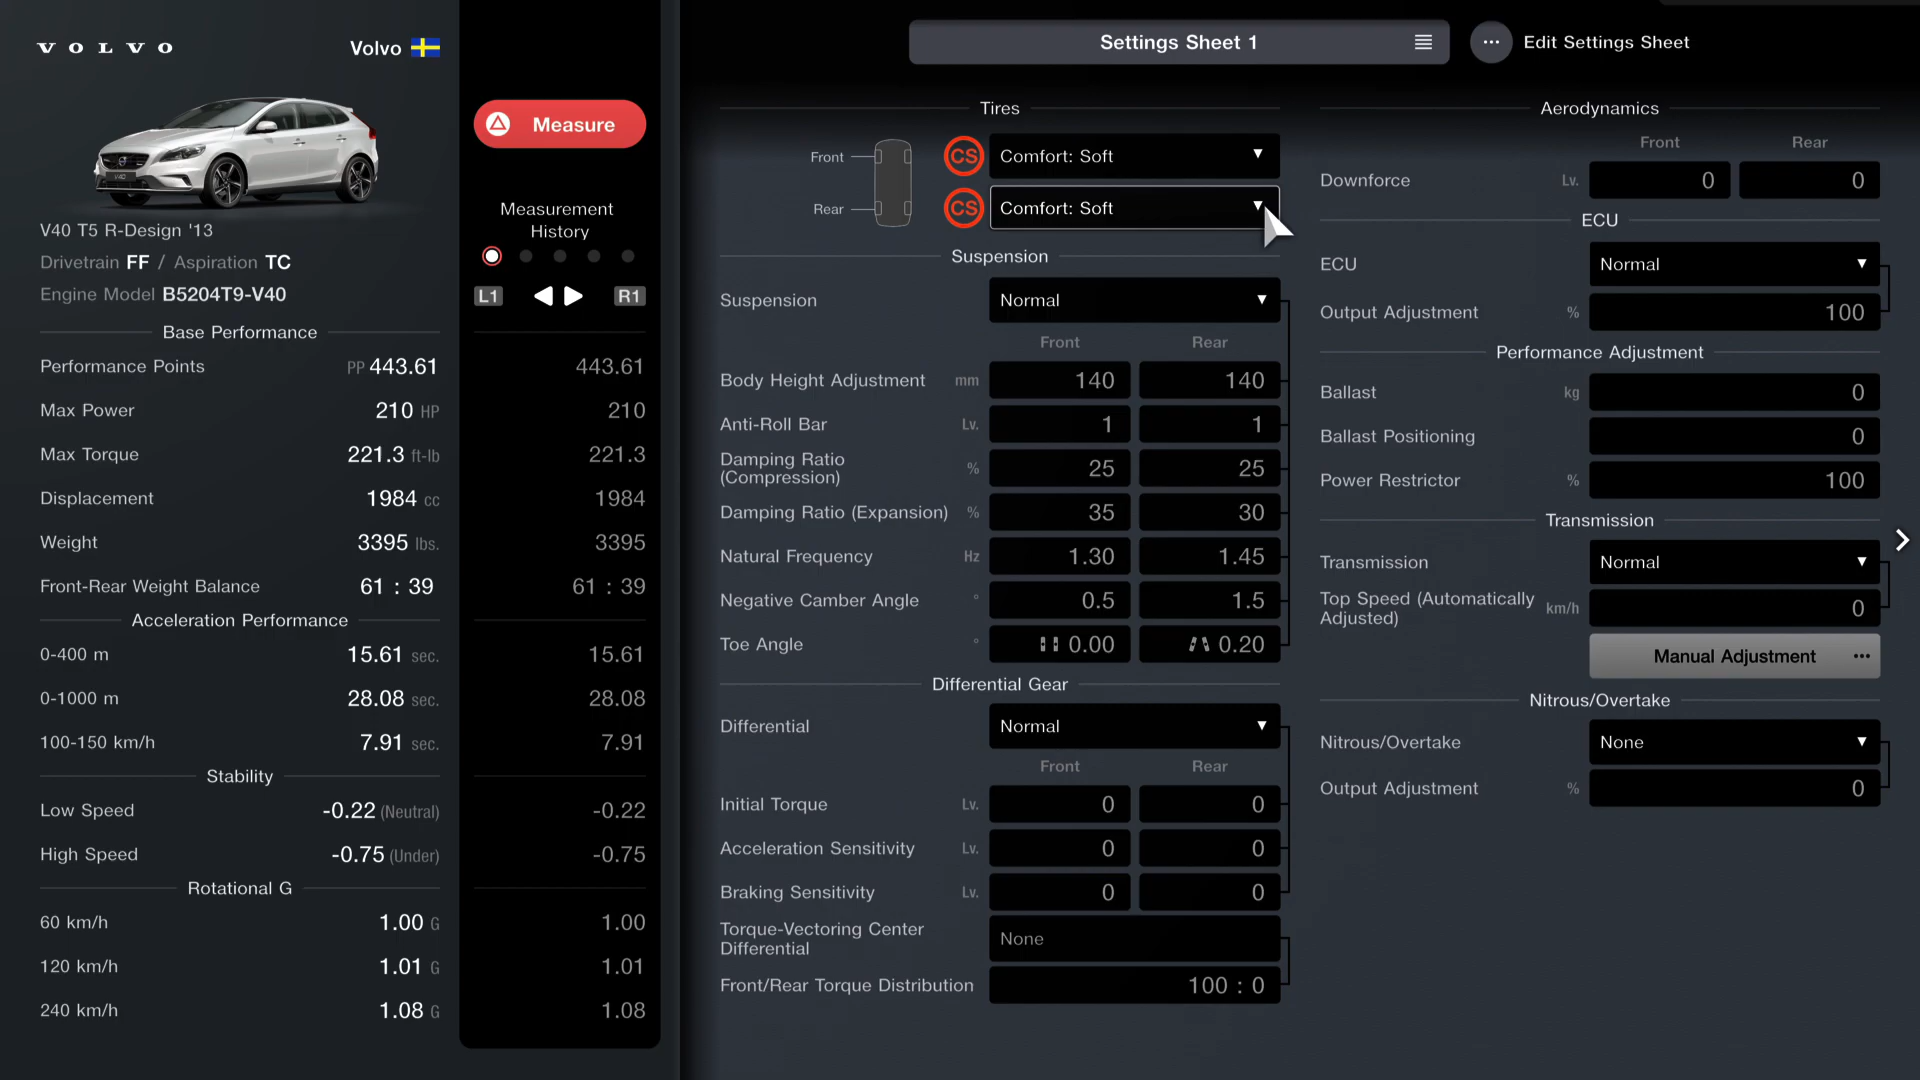 VOLVO
Volvo
V40 T5 R-Design '13
Drivetrain FF / Aspiration TC
Engine Model B5204T9-V40
Base Performance
Performance Points PP 443.61
Max Power 210 HP
Max Torque 221.3 ft-lb
Displacement 1984 cc
Weight 3395 lbs.
Front-Rear Weight Balance 61 : 39
Acceleration Performance
0-400 m 15.61 sec.
0-1000 m 28.08 sec.
100-150 km/h 7.91 sec.
Stability
Low Speed -0.22 (Neutral)
High Speed -0.75 (Under)
Rotational G
60 km/h 1.00 G
120 km/h 1.01 G
240 km/h 1.08 G
Measure
Measurement
History
L1 R1
443.61
210
221.3
1984
3395
61 : 39
15.61
28.08
7.91
-0.22
-0.75
1.00
1.01
1.08
Settings Sheet 1
Edit Settings Sheet
Tires
Front CS Comfort: Soft
Rear CS Comfort: Soft
Suspension
Suspension Normal
Front Rear
Body Height Adjustment mm 140 140
Anti-Roll Bar Lv. 1 1
Damping Ratio
(Compression) % 25 25
Damping Ratio (Expansion) % 35 30
Natural Frequency Hz 1.30 1.45
Negative Camber Angle ° 0.5 1.5
Toe Angle ° 0.00 0.20
Differential Gear
Differential Normal
Front Rear
Initial Torque Lv. 0 0
Acceleration Sensitivity Lv. 0 0
Braking Sensitivity Lv. 0 0
Torque-Vectoring Center
Differential None
Front/Rear Torque Distribution 100 : 0
Aerodynamics
Front Rear
Downforce Lv. 0 0
ECU
ECU Normal
Output Adjustment % 100
Performance Adjustment
Ballast kg 0
Ballast Positioning 0
Power Restrictor % 100
Transmission
Transmission Normal
Top Speed (Automatically
Adjusted) km/h 0
Manual Adjustment
Nitrous/Overtake
Nitrous/Overtake None
Output Adjustment % 0